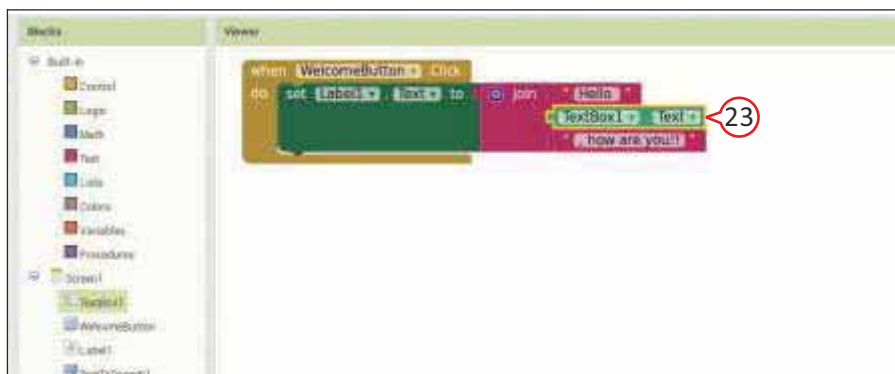 Blocks
Viewer
Built-in
Control
Logic
Math
Text
Lists
Colors
Variables
Procedures
Screen1
TextBox1
WelcomeButton
Label1
TextToSpeech1
when WelcomeButton .Click
do set Label1 . Text to join " Hello "
TextBox1 . Text 23
" , how are you!! "